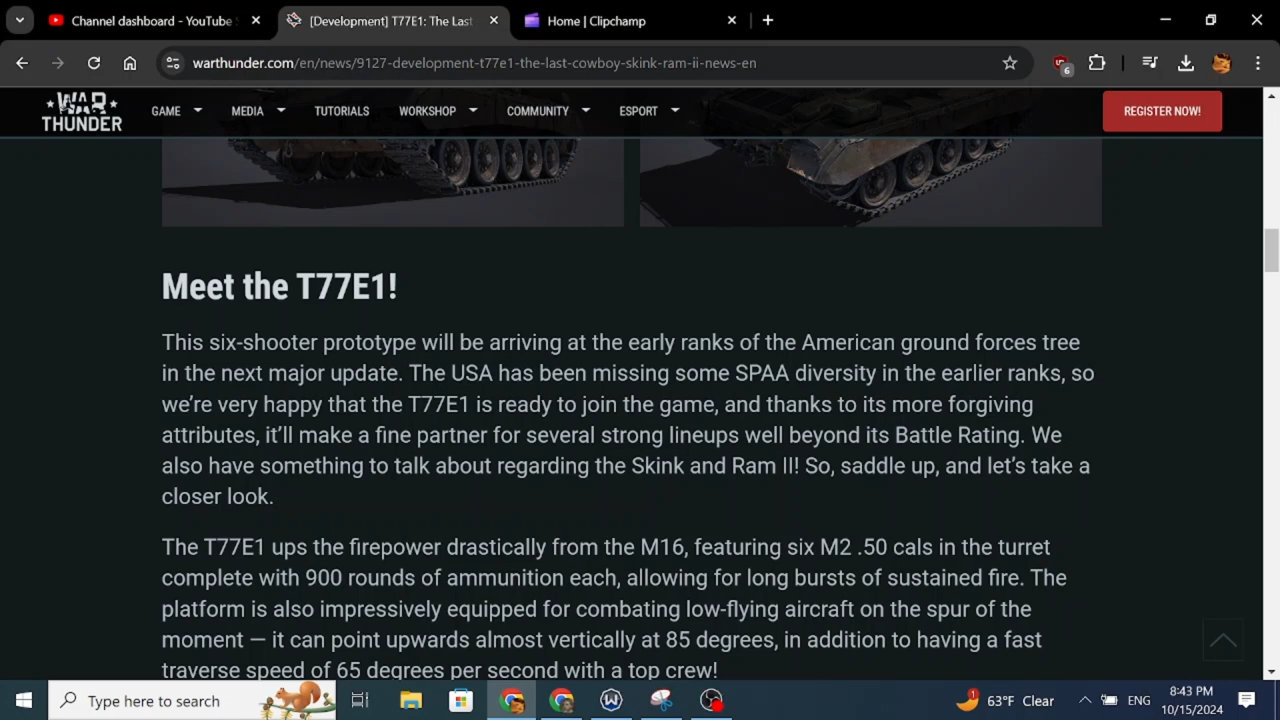 Channel dashboard - YouTube
[Development] T77E1: The Last
Home | Clipchamp
warthunder.com/en/news/9127-development-t77e1-the-last-cowboy-skink-ram-ii-news-en
6
WAR THUNDER
GAME
MEDIA
TUTORIALS
WORKSHOP
COMMUNITY
ESPORT
REGISTER NOW!
Meet the T77E1!
This six-shooter prototype will be arriving at the early ranks of the American ground forces tree
in the next major update. The USA has been missing some SPAA diversity in the earlier ranks, so
we’re very happy that the T77E1 is ready to join the game, and thanks to its more forgiving
attributes, it’ll make a fine partner for several strong lineups well beyond its Battle Rating. We
also have something to talk about regarding the Skink and Ram II! So, saddle up, and let’s take a
closer look.
The T77E1 ups the firepower drastically from the M16, featuring six M2 .50 cals in the turret
complete with 900 rounds of ammunition each, allowing for long bursts of sustained fire. The
platform is also impressively equipped for combating low-flying aircraft on the spur of the
moment — it can point upwards almost vertically at 85 degrees, in addition to having a fast
traverse speed of 65 degrees per second with a top crew!
Type here to search
1
63°F Clear
ENG
8:43 PM
10/15/2024